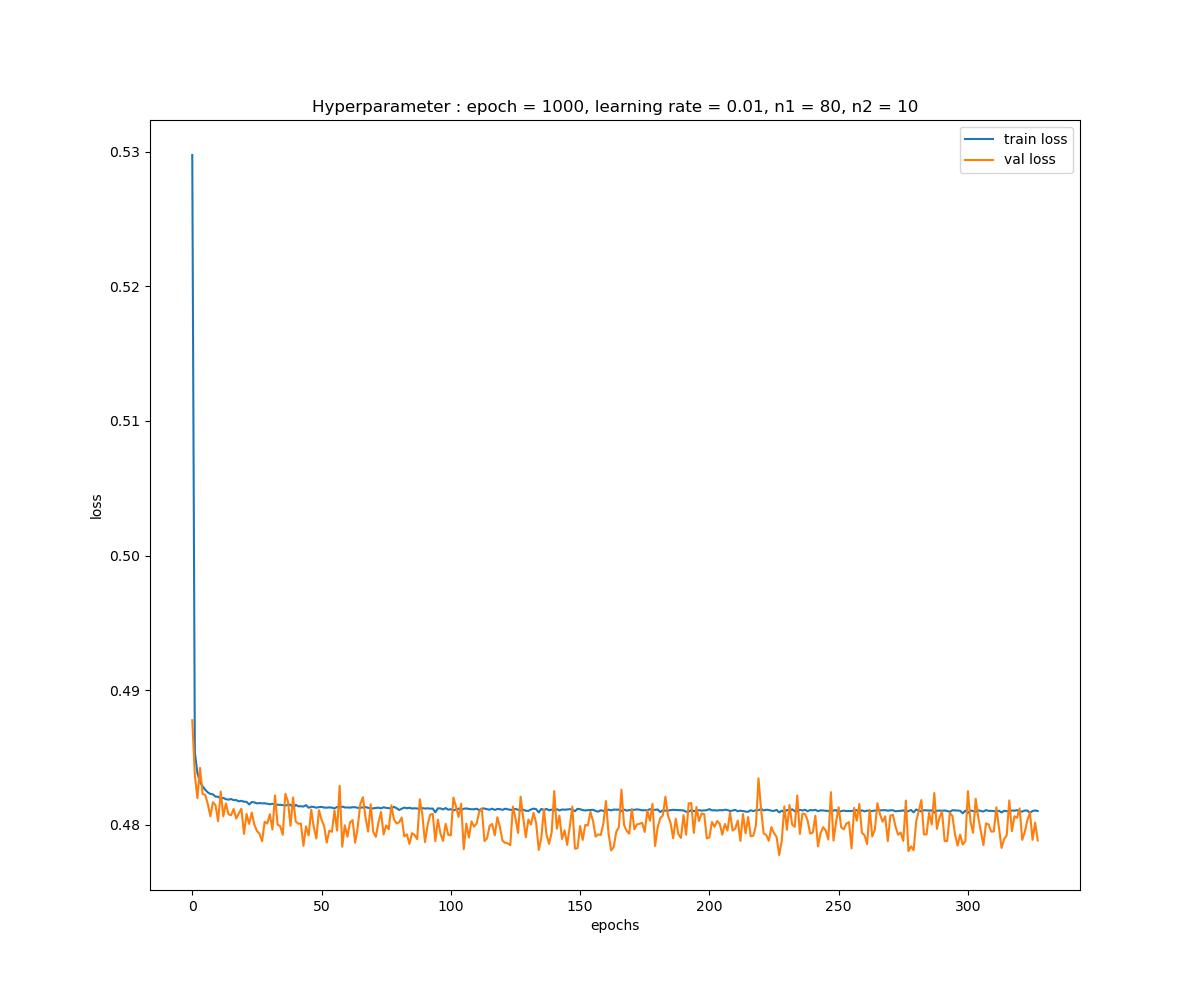 Hyperparameter : epoch = 1000, learning rate = 0.01, n1 = 80, n2 = 10
train loss
val loss
0.53
0.52
0.51
0.50
0.49
0.48
loss
0
50
100
150
200
250
300
epochs